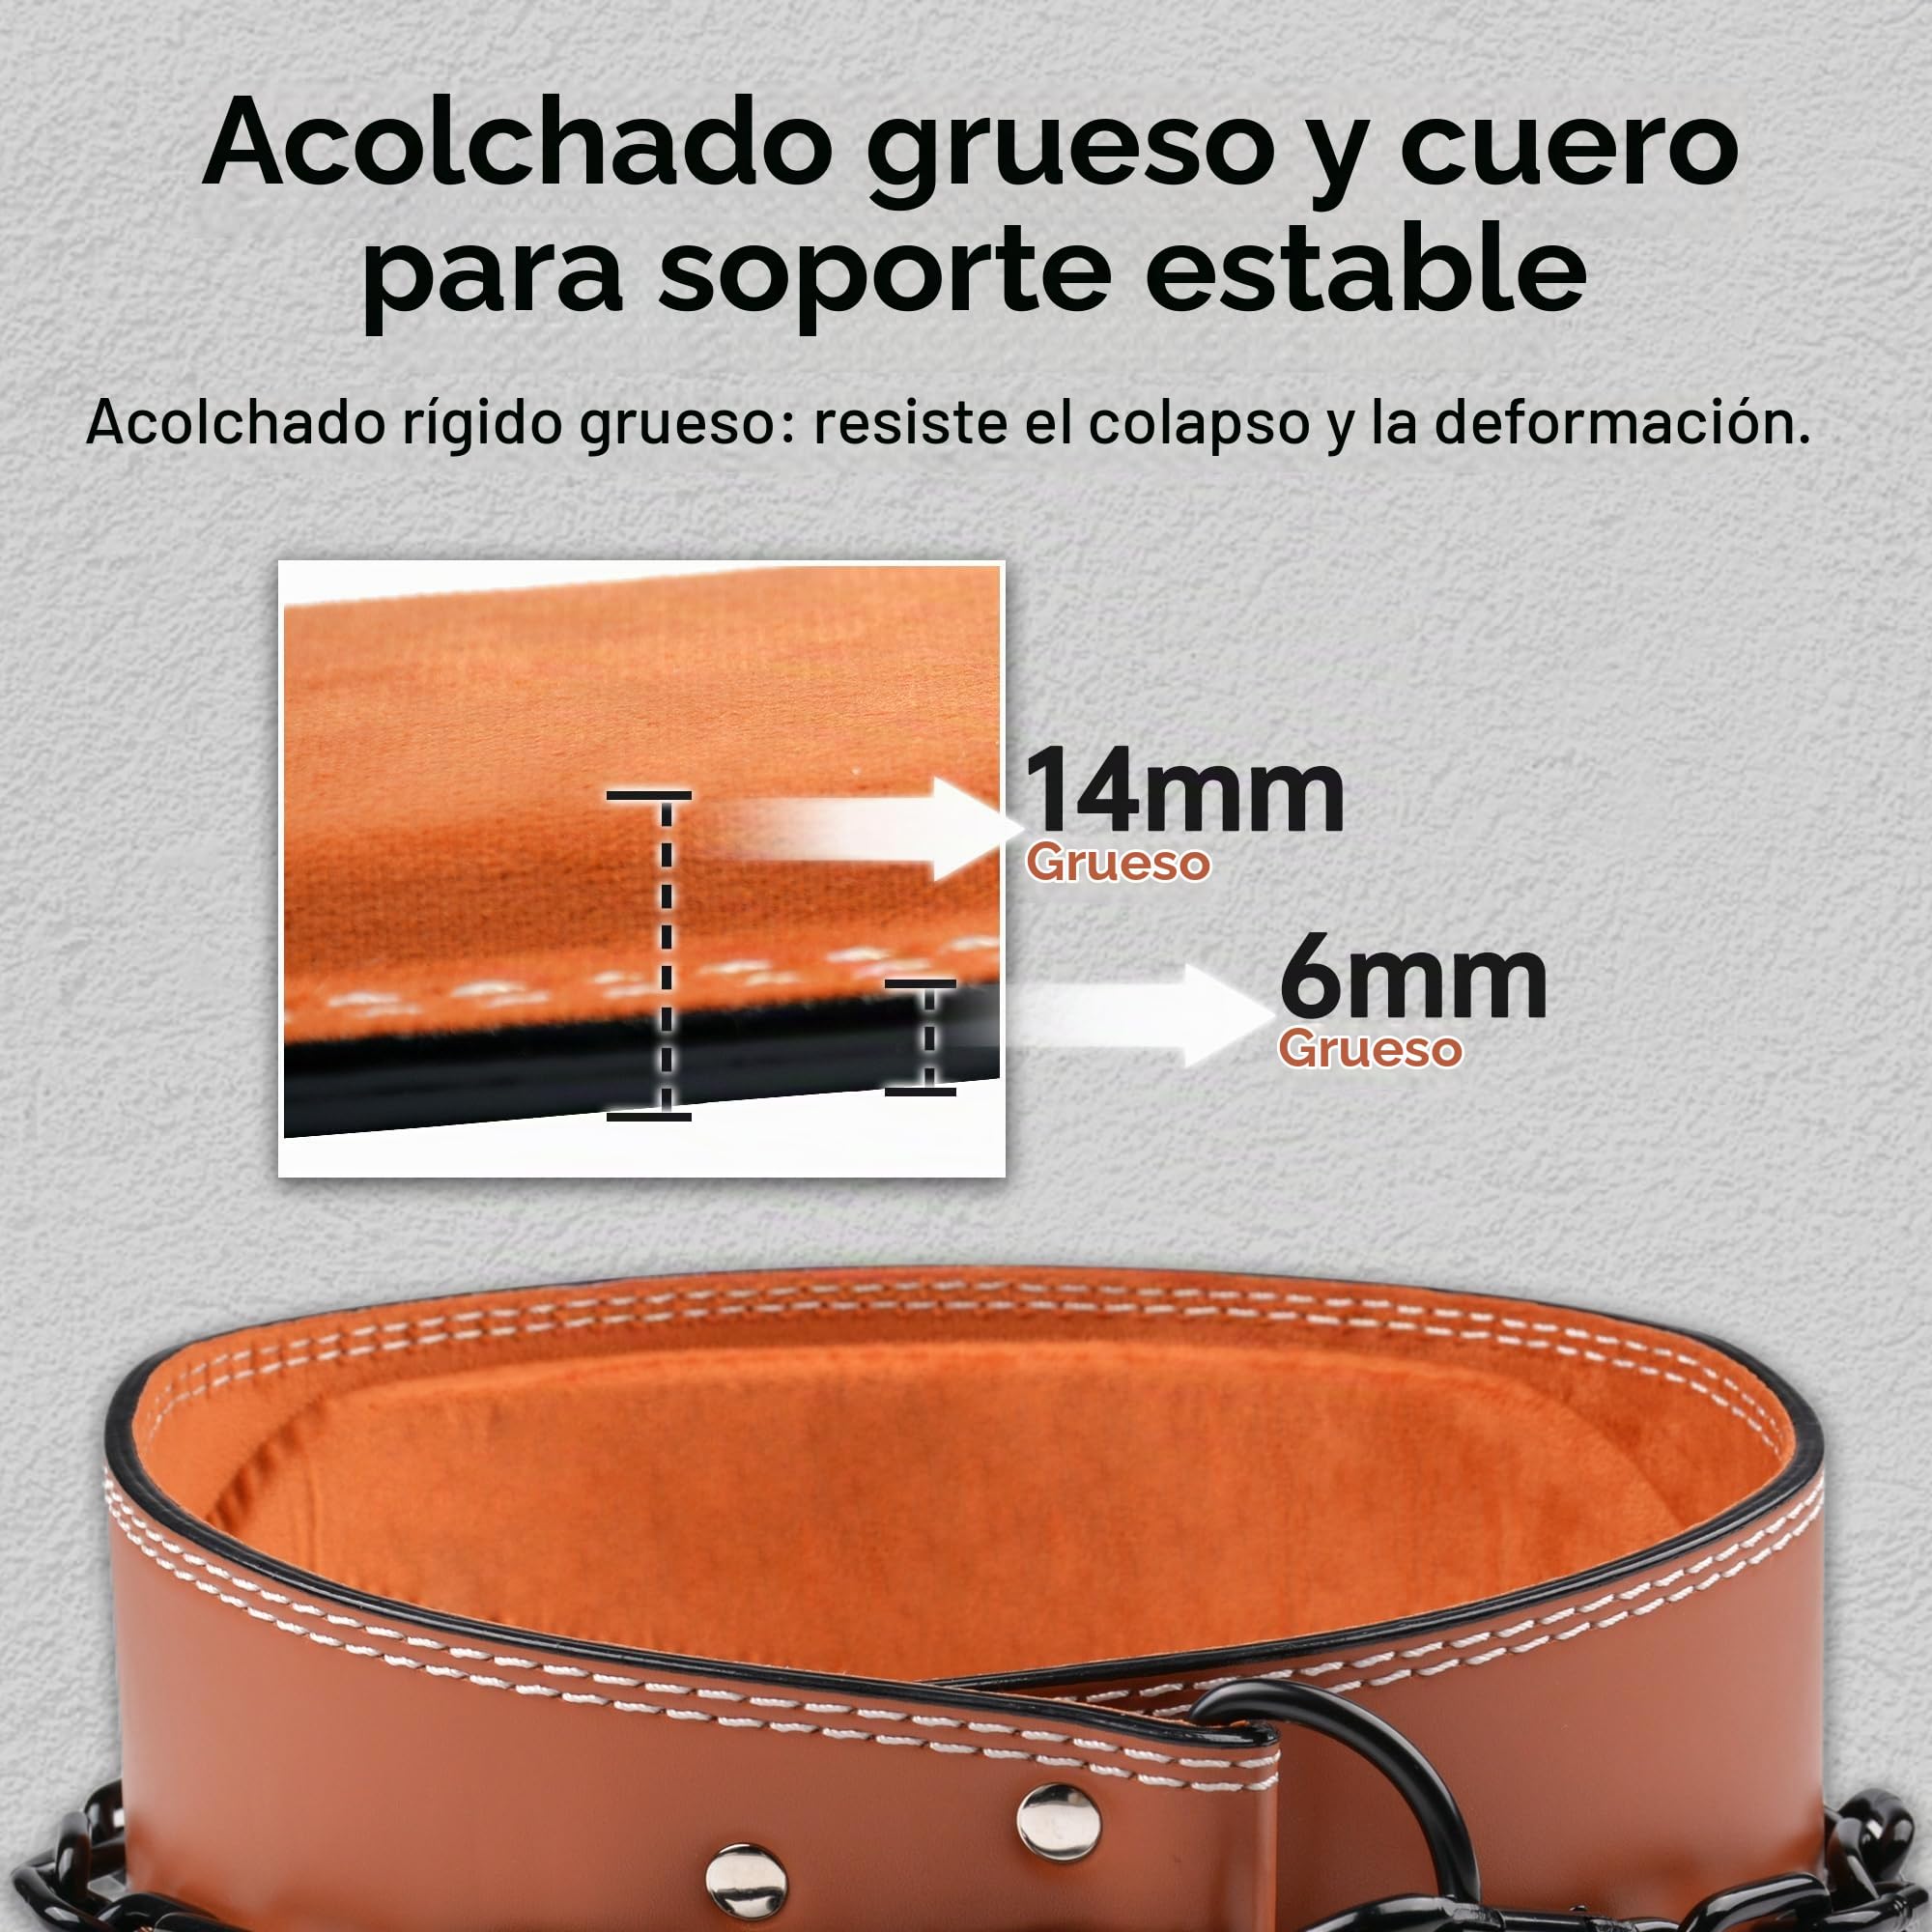 Acolchado grueso y cuero
para soporte estable
Acolchado rígido grueso: resiste el colapso y la deformación.
14mm
Grueso
6mm
Grueso